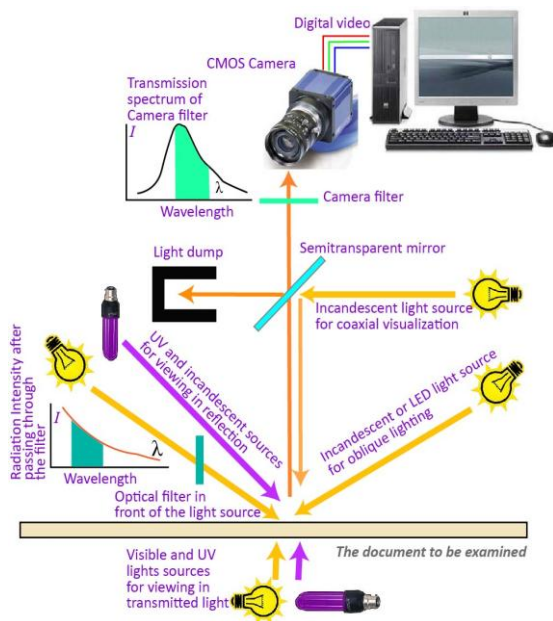 Digital video
CMOS Camera
Transmission
spectrum of
Camera filter
I
λ
Wavelength
Camera filter
Semitransparent mirror
Light dump
Incandescent light source
for coaxial visualization
UV and incandescent sources
for viewing in reflection
Incandescent or LED light source
for oblique lighting
Radiation Intensity after
passing through
the filter
I
λ
Wavelength
Optical filter in
front of the light source
The document to be examined
Visible and UV
lights sources
for viewing in
transmitted light